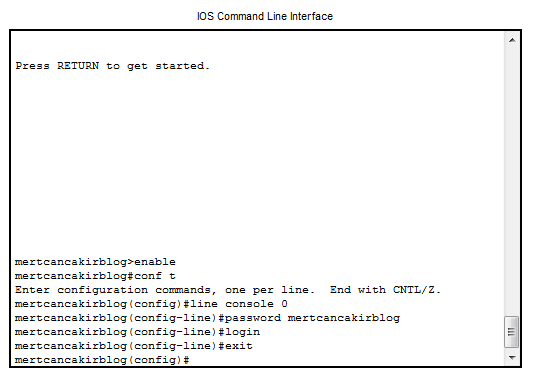 IOS Command Line Interface
Press RETURN to get started.
mertcancakirblog>enable
mertcancakirblog#conf t
Enter configuration commands, one per line.  End with CNTL/Z.
mertcancakirblog(config)#line console 0
mertcancakirblog(config-line)#password mertcancakirblog
mertcancakirblog(config-line)#login
mertcancakirblog(config-line)#exit
mertcancakirblog(config)#